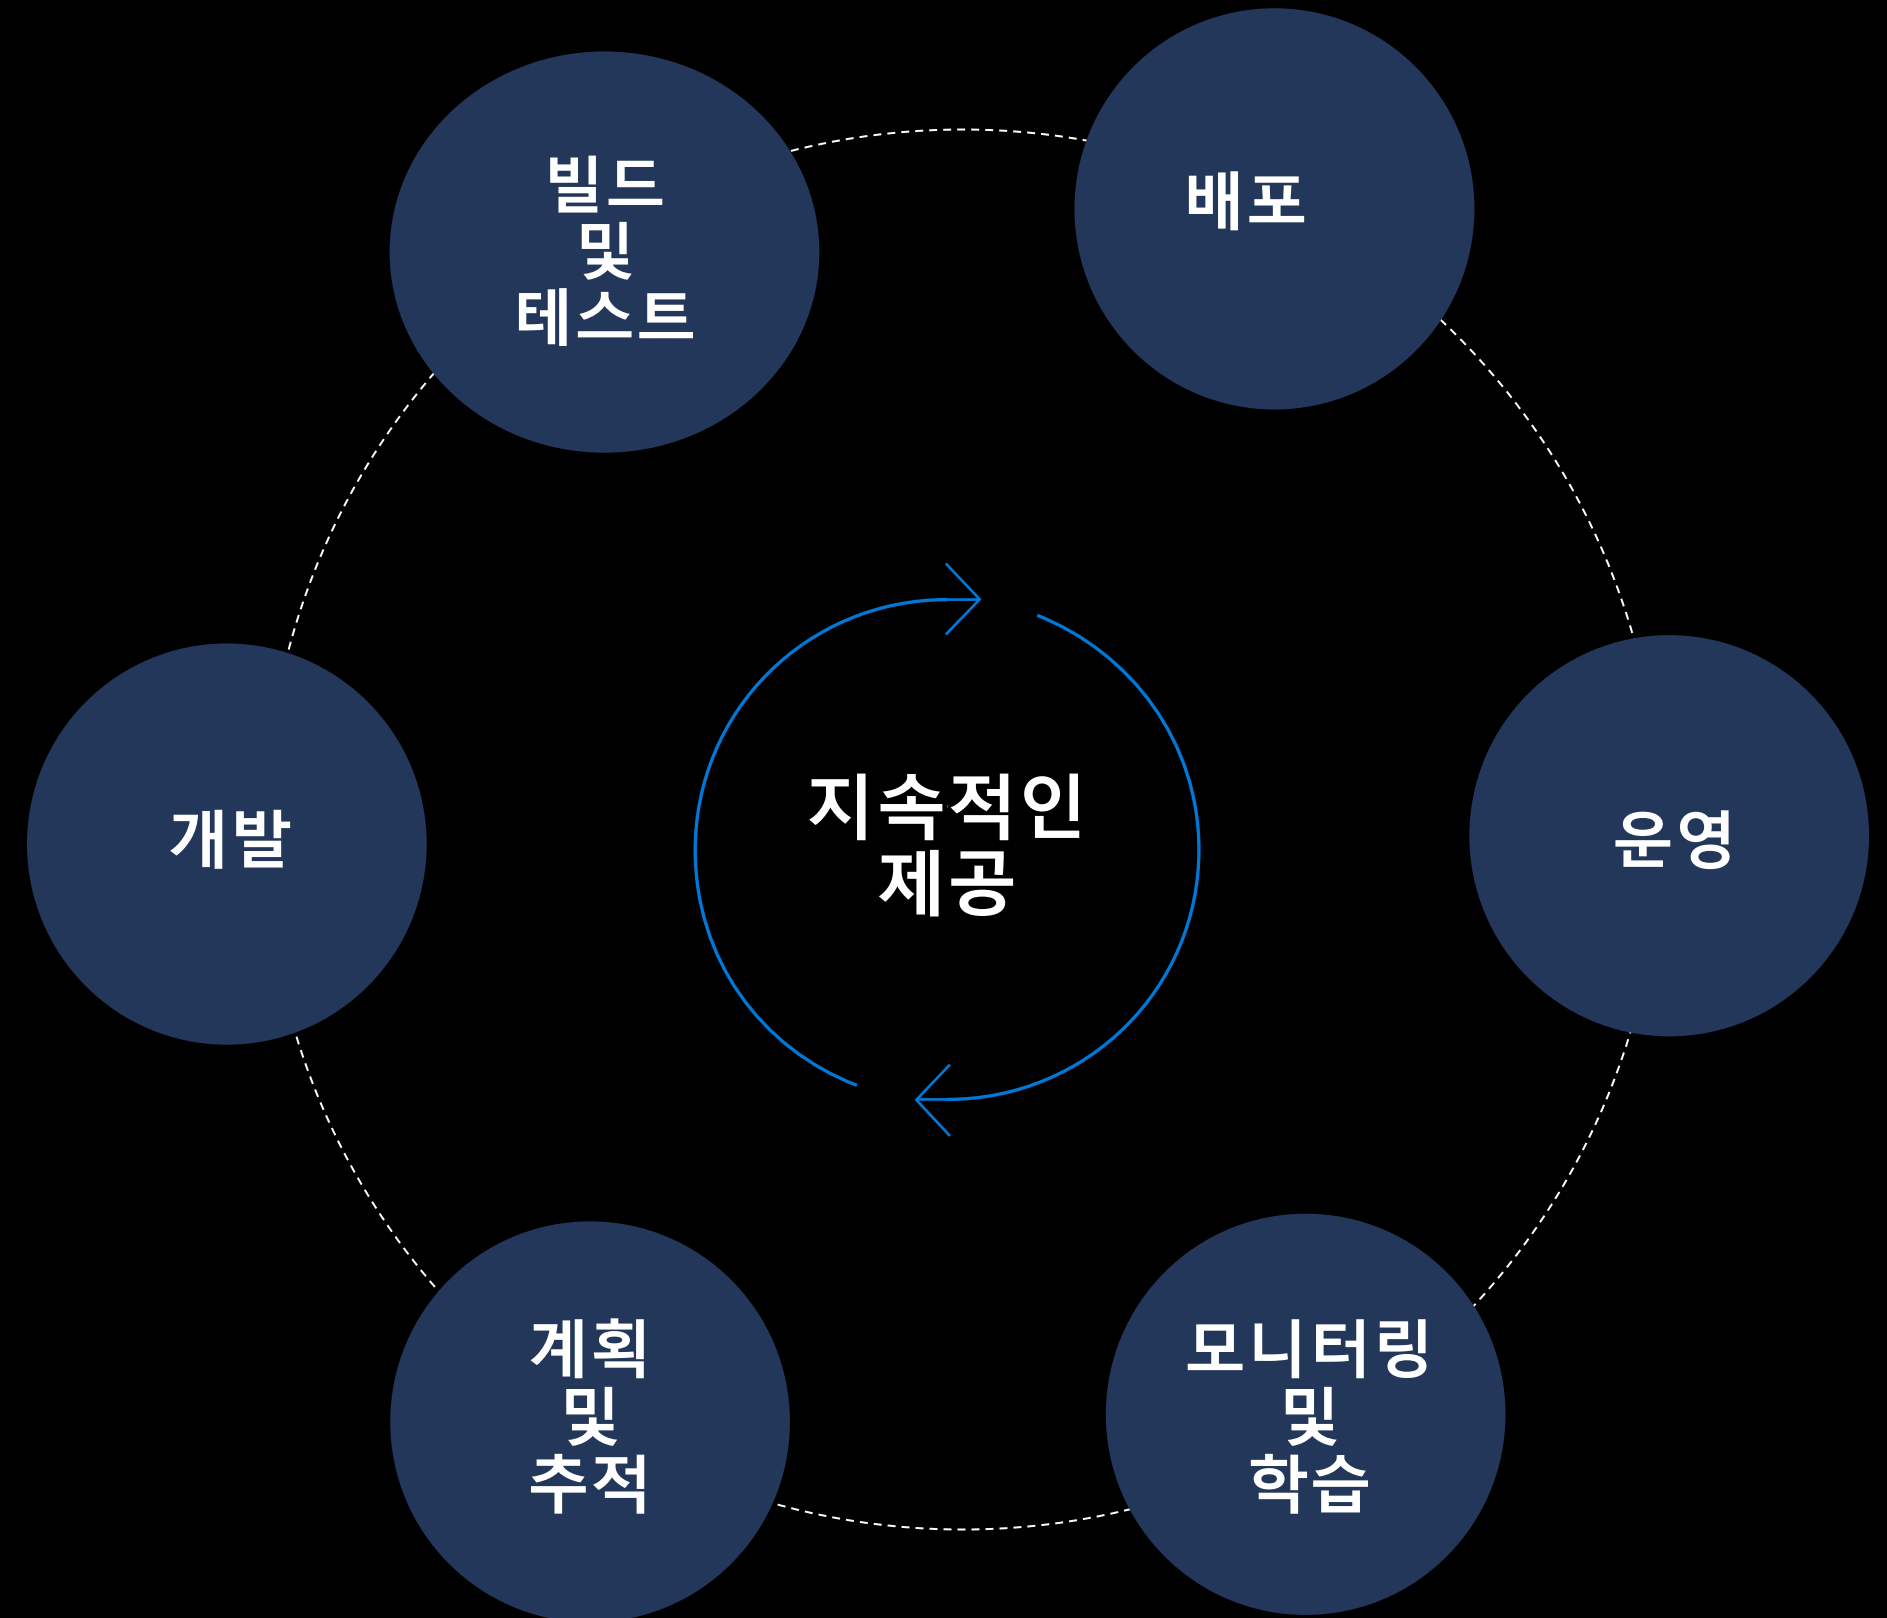 빌드
및
테스트
배포
개발
지속적인
제공
운영
계획
및
추적
모니터링
및
학습